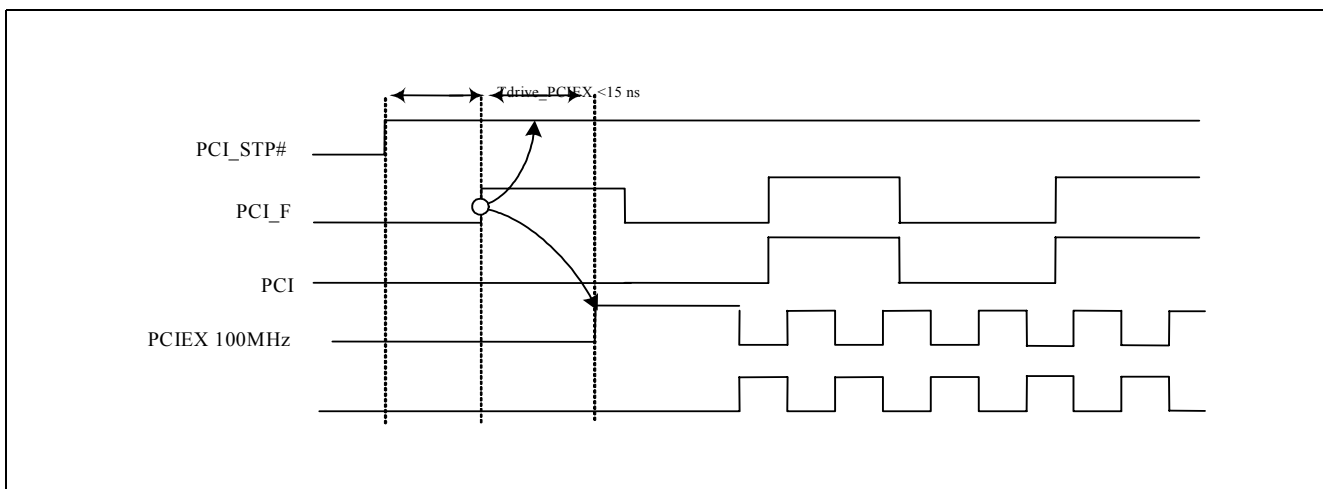 Tdrive_PCIEX <15 ns
PCI_STP#
PCI_F
PCI
PCIEX 100MHz